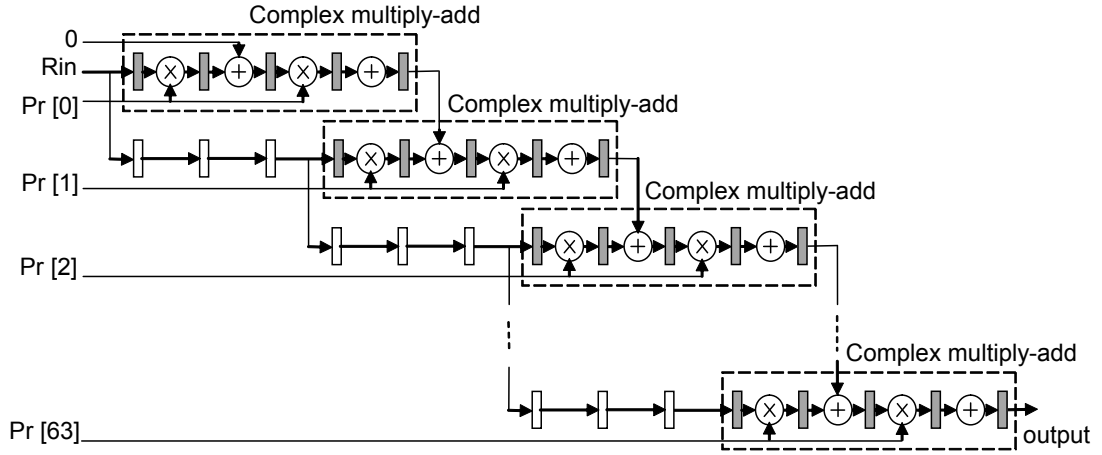 Complex multiply-add
0
Rin
Pr [0]
Complex multiply-add
Pr [1]
Complex multiply-add
Pr [2]
Complex multiply-add
Pr [63]
output